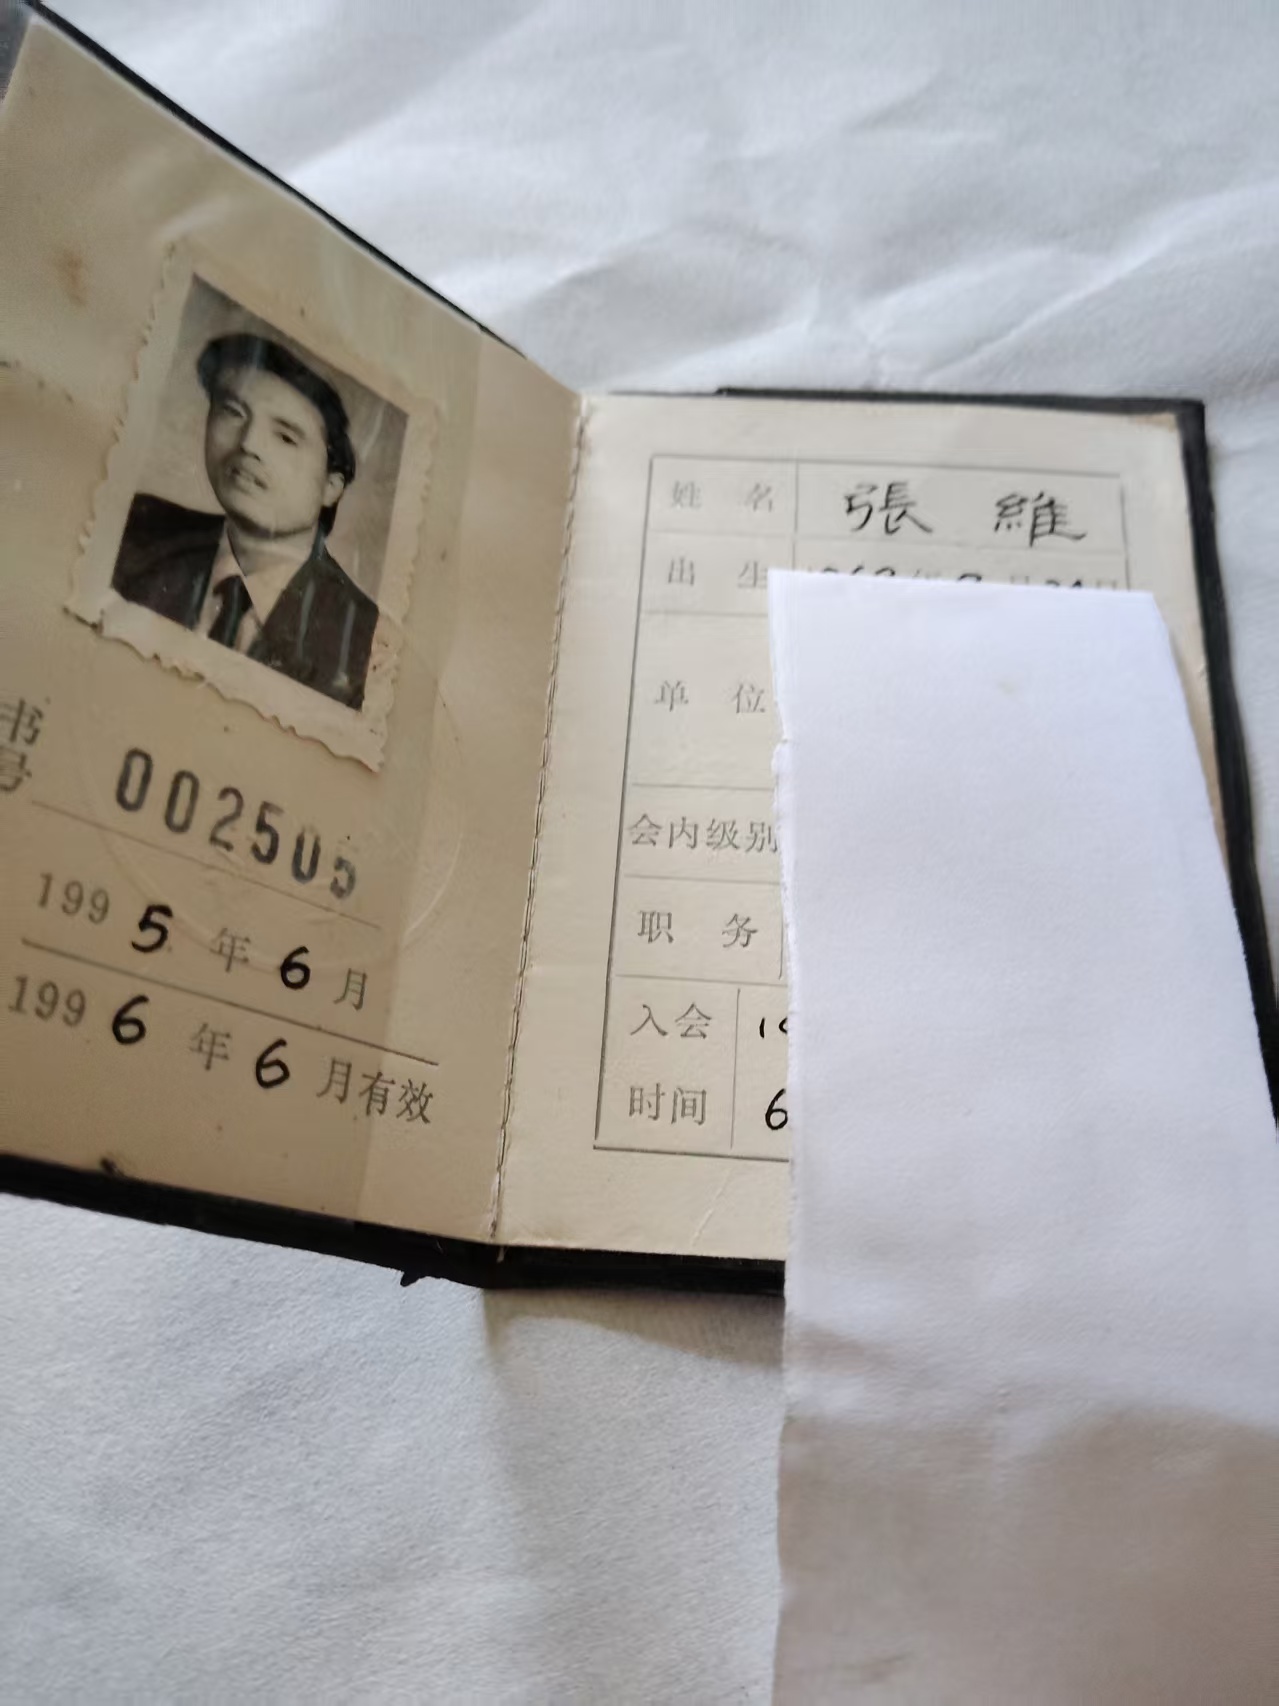 书号 002505
1995年6月
1996年6月有效
姓名 張維
出生
单位
会内级别
职务
入会
时间 6